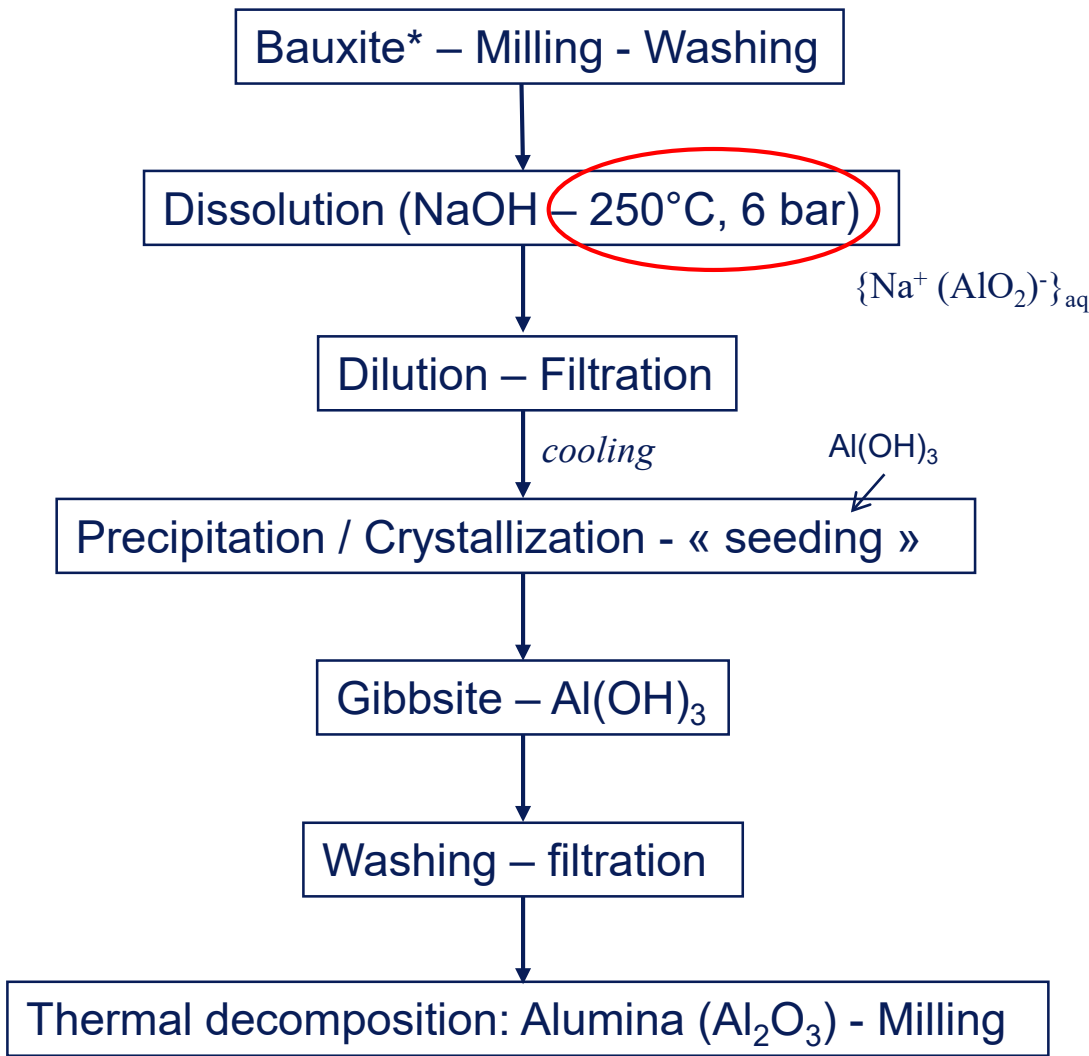 Bauxite* – Milling - Washing
Dissolution (NaOH – 250°C, 6 bar)
{Na⁺ (AlO₂)⁻}aq
Dilution – Filtration
cooling
Al(OH)₃
Precipitation / Crystallization - « seeding »
Gibbsite – Al(OH)₃
Washing – filtration
Thermal decomposition: Alumina (Al₂O₃) - Milling